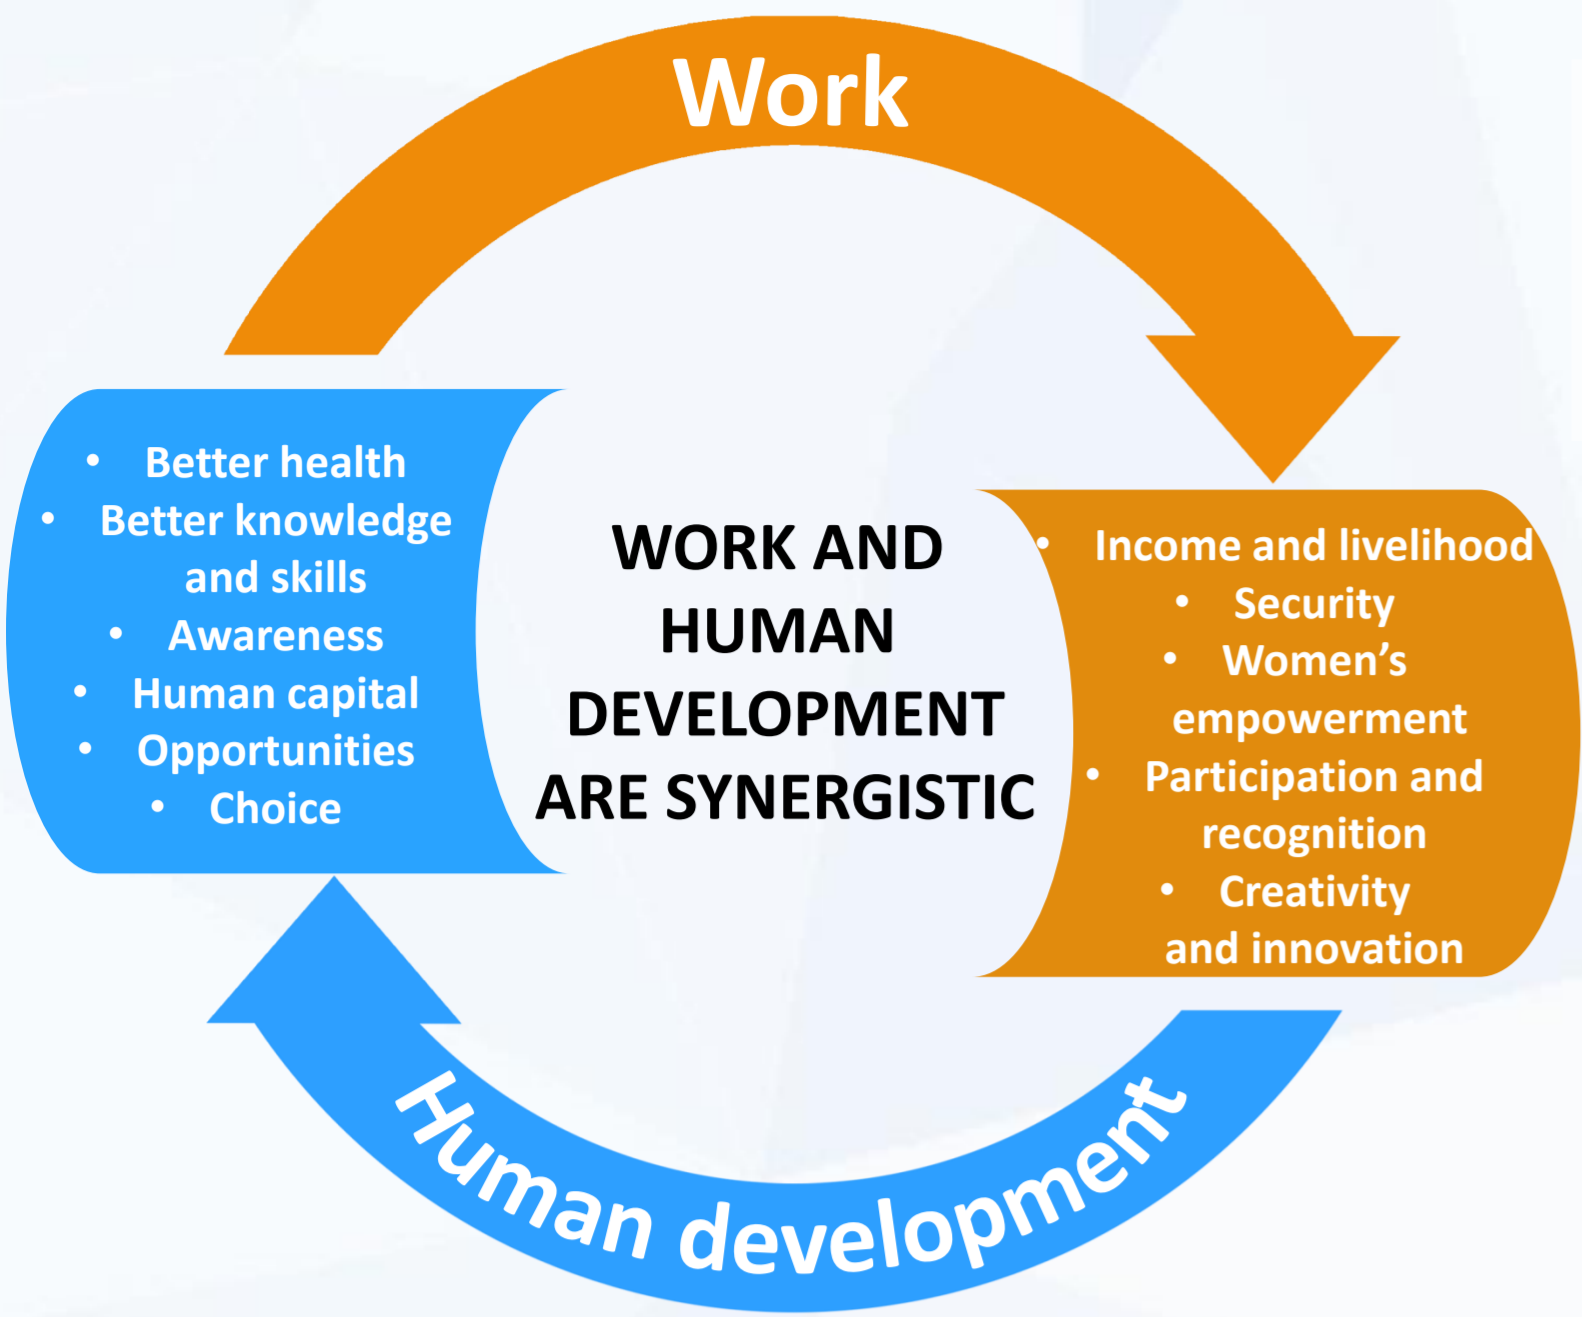 Work
• Better health
• Better knowledge
and skills
• Awareness
• Human capital
• Opportunities
• Choice
WORK AND
HUMAN
DEVELOPMENT
ARE SYNERGISTIC
• Income and livelihood
• Security
• Women’s
empowerment
• Participation and
recognition
• Creativity
and innovation
Human development